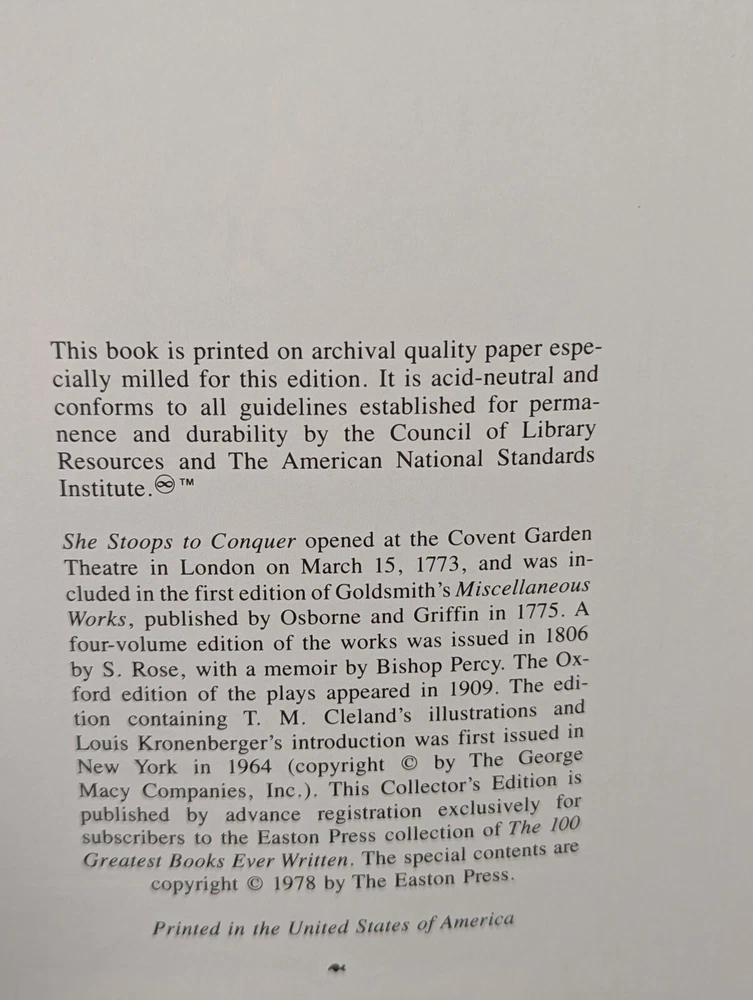 This book is printed on archival quality paper espe-
cially milled for this edition. It is acid-neutral and
conforms to all guidelines established for perma-
nence and durability by the Council of Library
Resources and The American National Standards
Institute.♾™
She Stoops to Conquer opened at the Covent Garden
Theatre in London on March 15, 1773, and was in-
cluded in the first edition of Goldsmith's Miscellaneous
Works, published by Osborne and Griffin in 1775. A
four-volume edition of the works was issued in 1806
by S. Rose, with a memoir by Bishop Percy. The Ox-
ford edition of the plays appeared in 1909. The edi-
tion containing T. M. Cleland's illustrations and
Louis Kronenberger's introduction was first issued in
New York in 1964 (copyright © by The George
Macy Companies, Inc.). This Collector's Edition is
published by advance registration exclusively for
subscribers to the Easton Press collection of The 100
Greatest Books Ever Written. The special contents are
copyright © 1978 by The Easton Press.
Printed in the United States of America